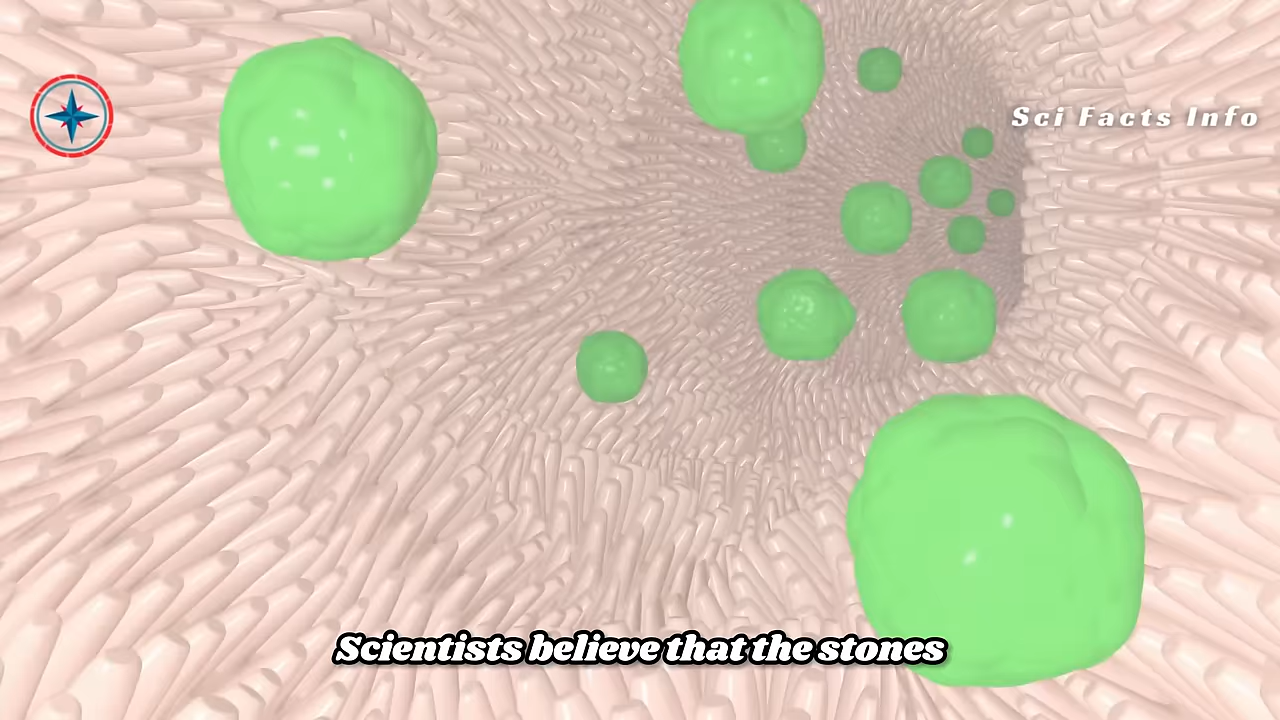 Sci Facts Info
Scientists believe that the stones